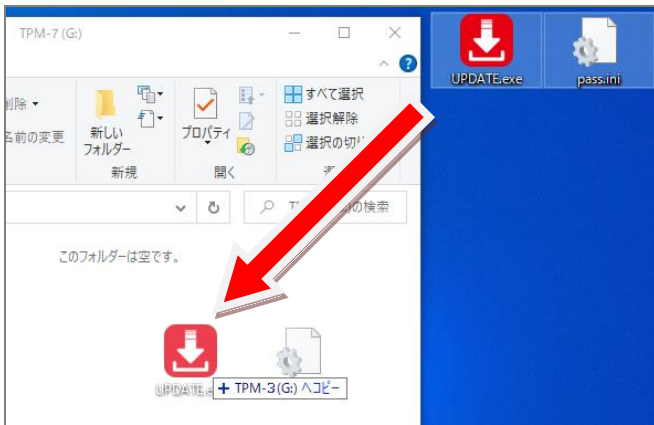 TPM-7 (G:)
UPDATE.exe
pass.ini
削除
名前の変更
新しい
フォルダー
プロパティ
すべて選択
選択解除
選択の切り
新規
開く
の検索
このフォルダーは空です。
+ TPM-3(G:) へコピー